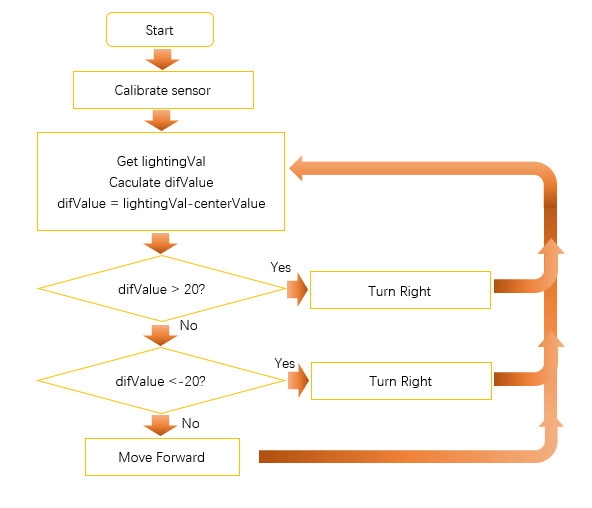 Start
Calibrate sensor
Get lightingVal
Caculate difValue
difValue = lightingVal-centerValue
difValue > 20?
Yes
Turn Right
No
difValue <-20?
Yes
Turn Right
No
Move Forward